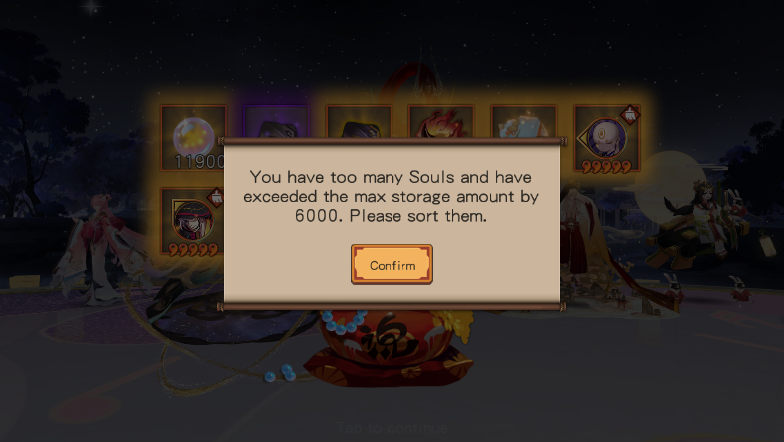 11900
99999
99999
You have too many Souls and have
exceeded the max storage amount by
6000. Please sort them.
Confirm